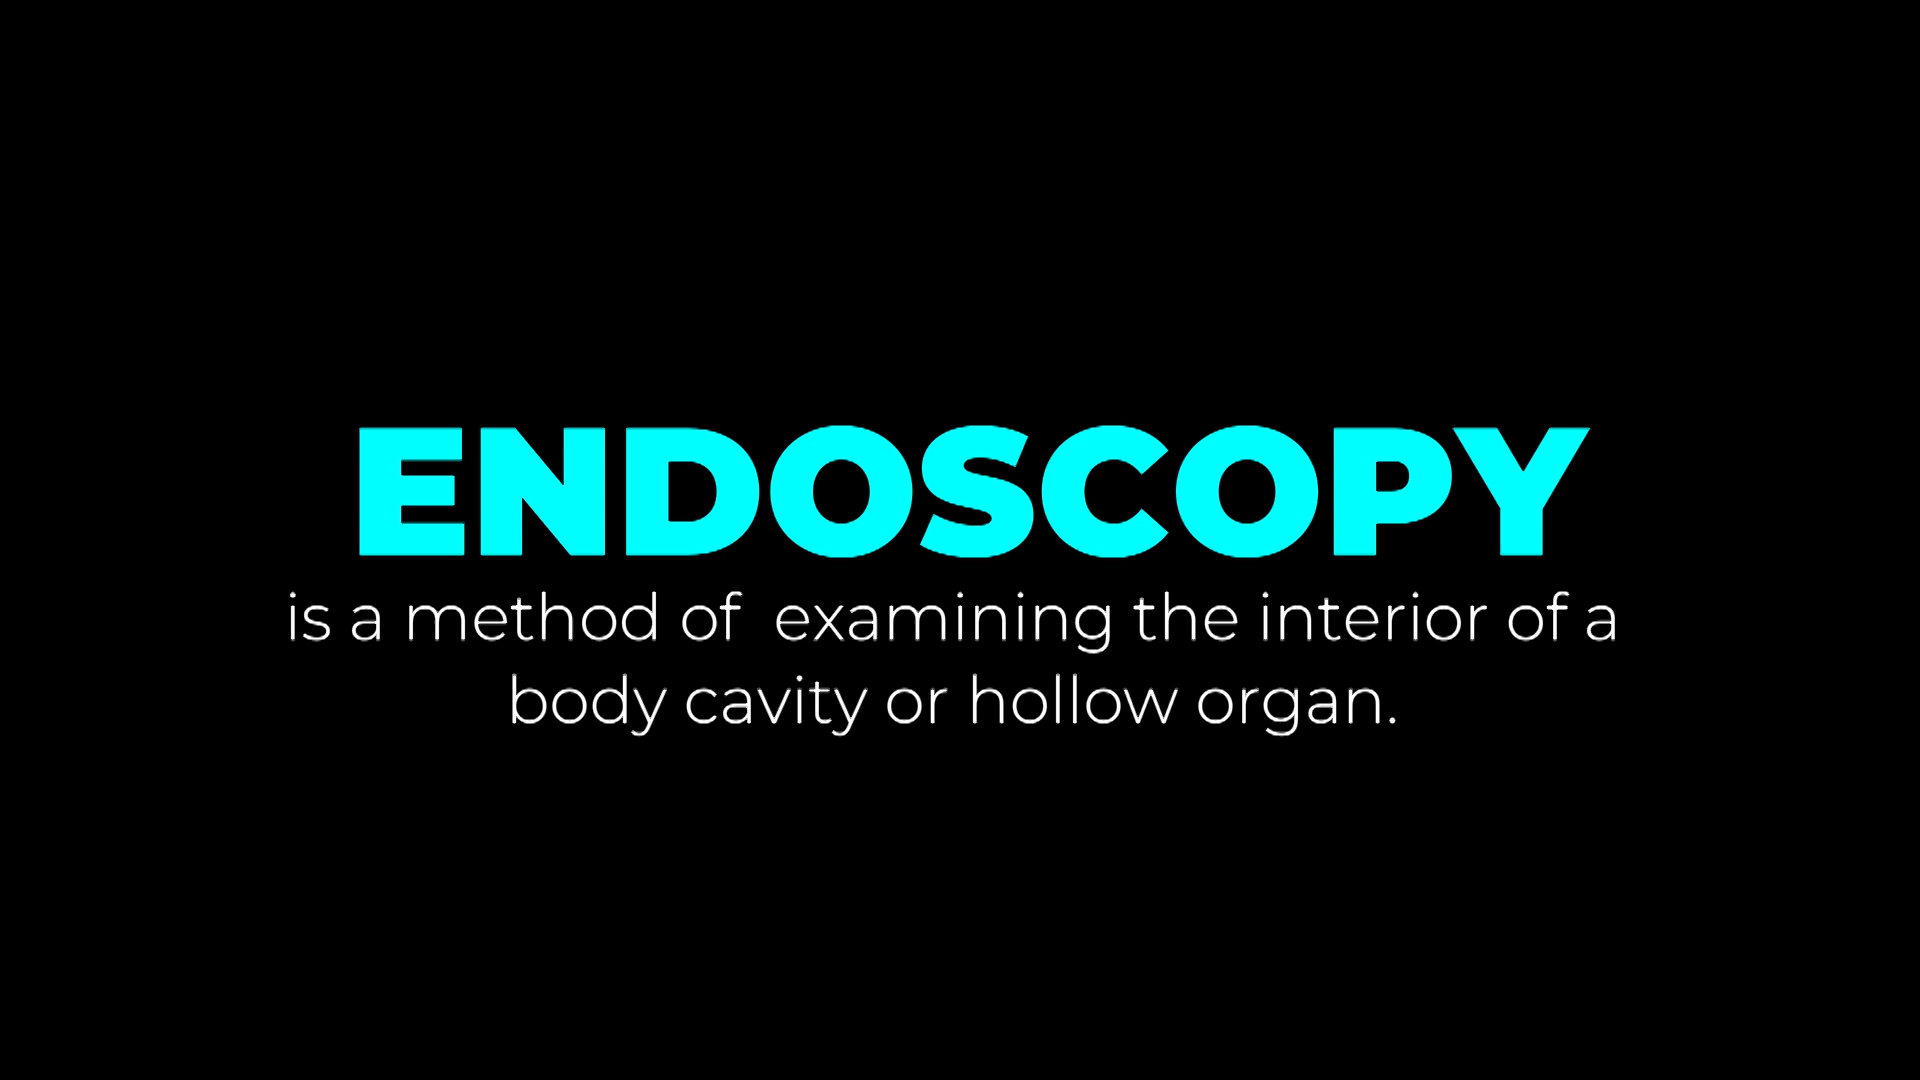 ENDOSCOPY
is a method of  examining the interior of a
body cavity or hollow organ.